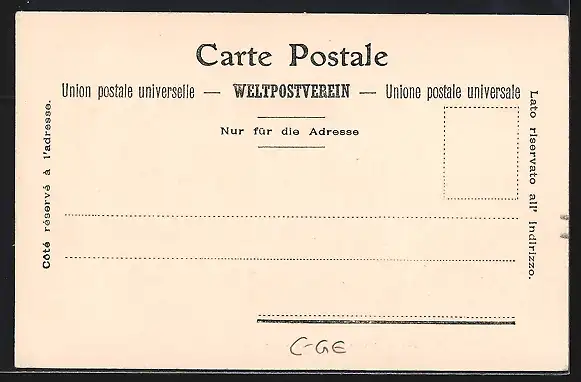 Carte Postale
Union postale universelle — WELTPOSTVEREIN — Unione postale universale
Nur für die Adresse
Côté réservé à l'adresse.
Lato riservato all' indirizzo.
C-GE